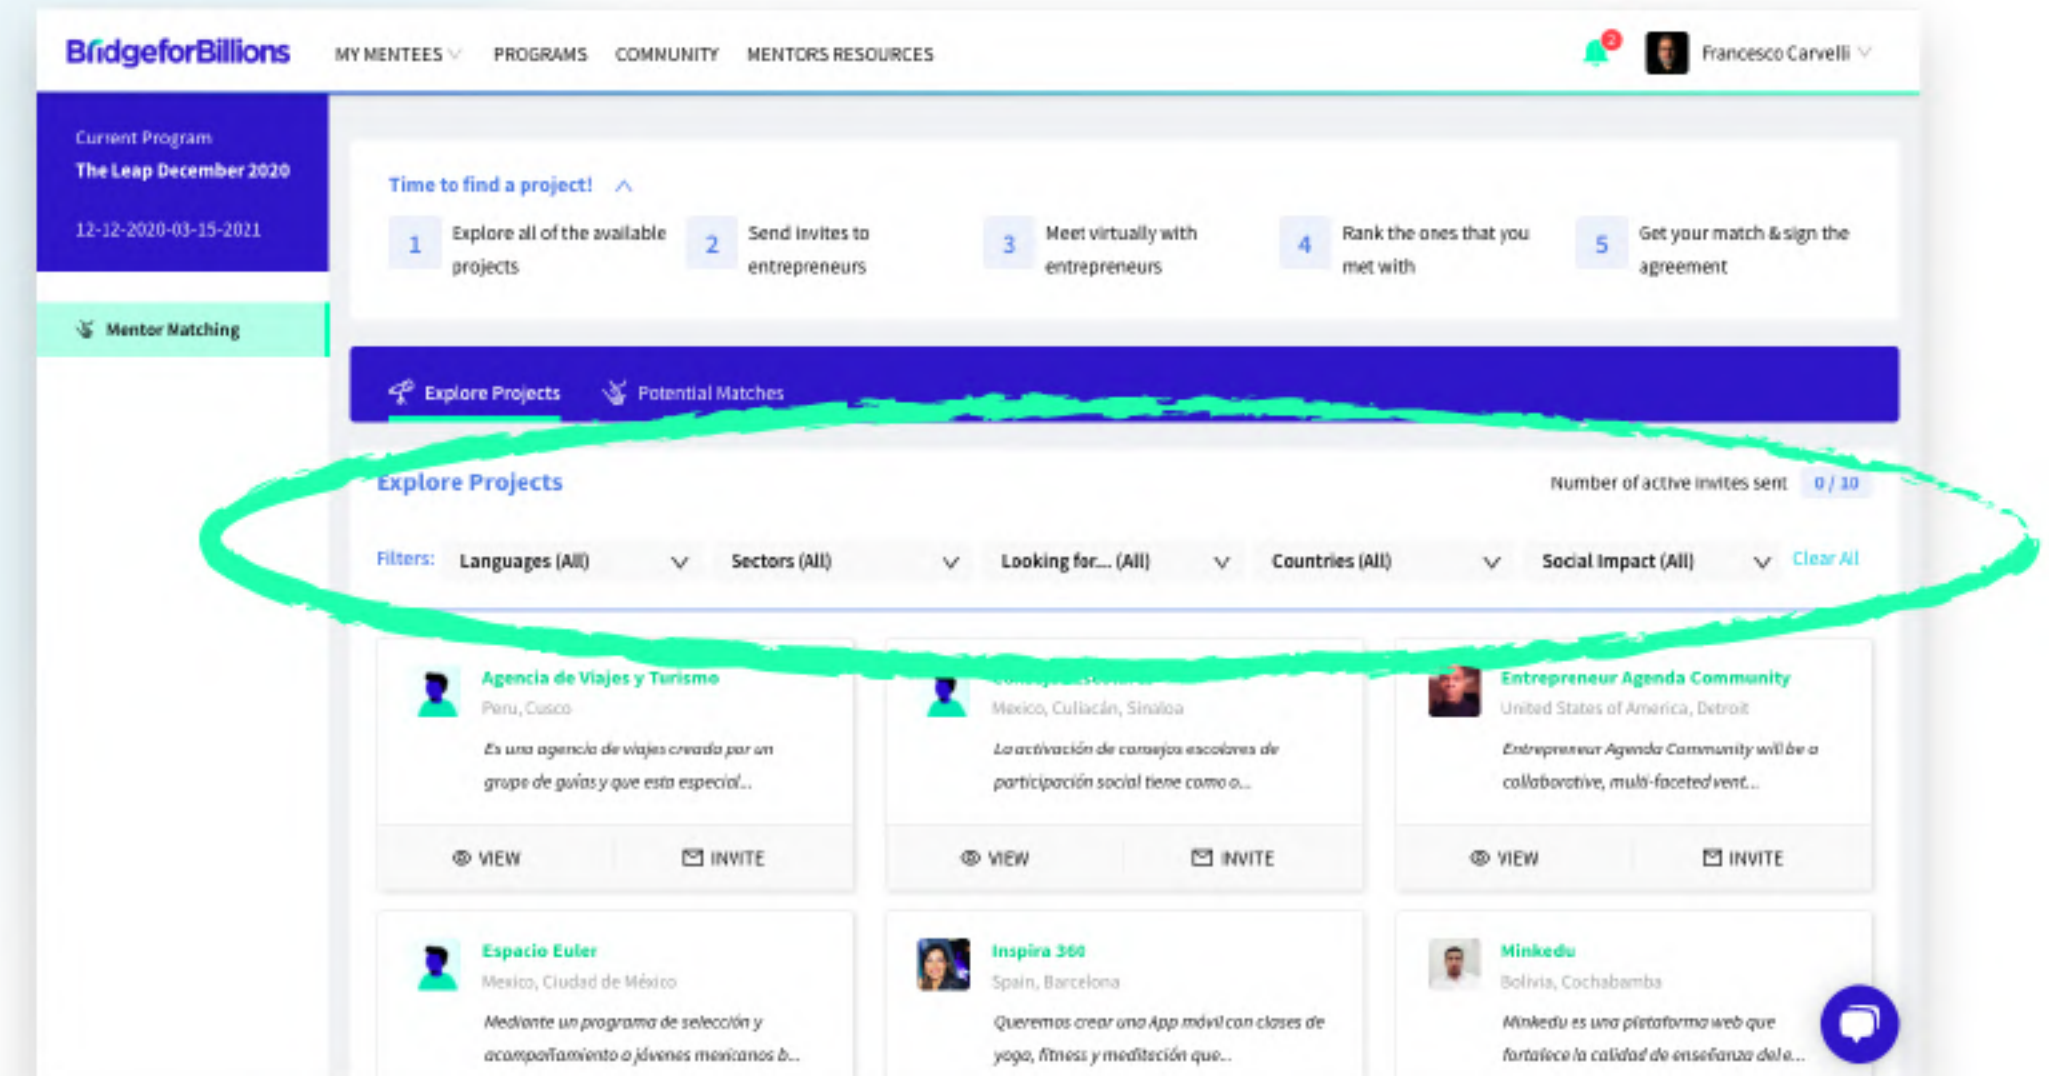 BridgeforBillions
MY MENTEES PROGRAMS COMMUNITY MENTORS RESOURCES
2
Francesco Carvelli
Current Program
The Leap December 2020
12-12-2020-03-15-2021
Mentor Matching
Time to find a project!
1 Explore all of the available projects
2 Send invites to entrepreneurs
3 Meet virtually with entrepreneurs
4 Rank the ones that you met with
5 Get your match & sign the agreement
Explore Projects Potential Matches
Explore Projects
Number of active invites sent 0 / 10
Filters: Languages (All) Sectors (All) Looking for... (All) Countries (All) Social Impact (All) Clear All
Agencia de Viajes y Turismo
Peru, Cusco
Es una agencia de viajes creada por un
grupo de guías y que esta especial...
VIEW INVITE
Mexico, Culiacán, Sinaloa
La activación de consejos escolares de
participación social tiene como o...
VIEW INVITE
Entrepreneur Agenda Community
United States of America, Detroit
Entrepreneur Agenda Community will be a
collaborative, multi-faceted vent...
VIEW INVITE
Espacio Euler
Mexico, Ciudad de México
Mediante un programa de selección y
acompañamiento a jóvenes mexicanos b...
Inspira 360
Spain, Barcelona
Queremos crear una App móvil con clases de
yoga, fitness y meditación que...
Minkedu
Bolivia, Cochabamba
Minkedu es una plataforma web que
fortalece la calidad de enseñanza del e...